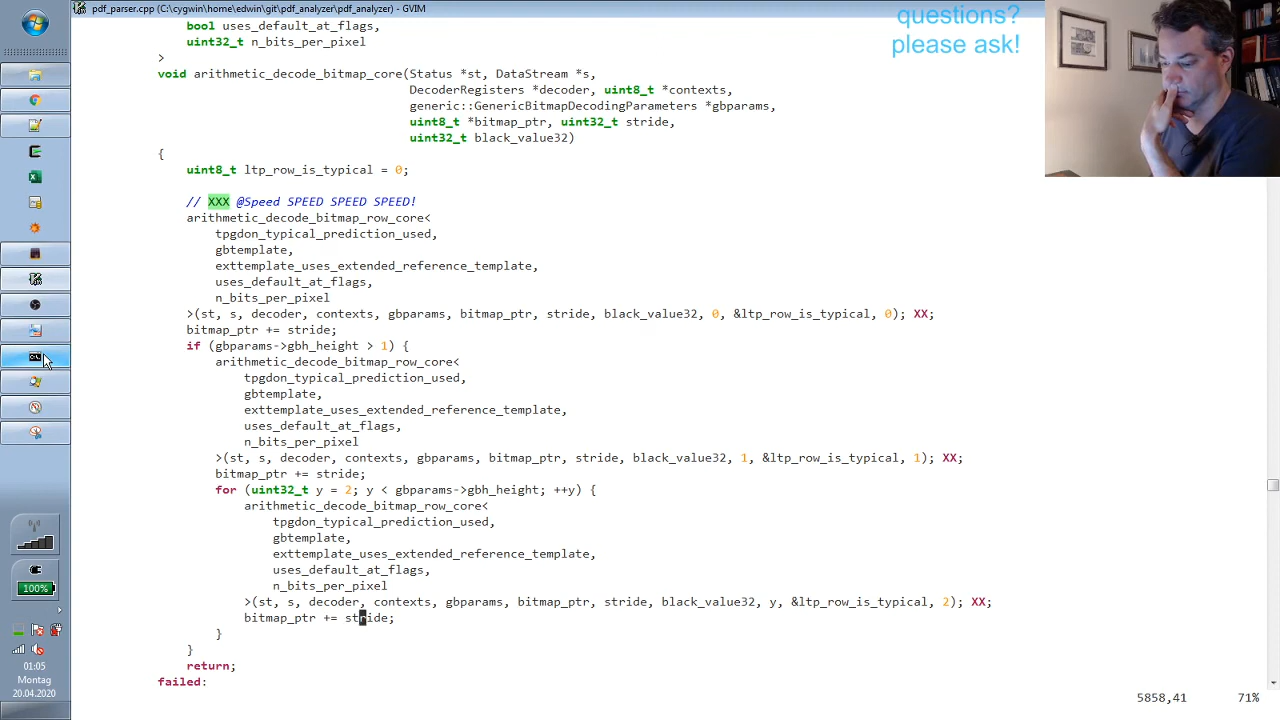 pdf_parser.cpp (C:\cygwin\home\edwin\git\pdf_analyzer\pdf_analyzer) - GVIM
bool uses_default_at_flags,
uint32_t n_bits_per_pixel
>
void arithmetic_decode_bitmap_core(Status *st, DataStream *s,
DecoderRegisters *decoder, uint8_t *contexts,
generic::GenericBitmapDecodingParameters *gbparams,
uint8_t *bitmap_ptr, uint32_t stride,
uint32_t black_value32)
{
uint8_t ltp_row_is_typical = 0;
// XXX @Speed SPEED SPEED SPEED!
arithmetic_decode_bitmap_row_core<
tpgdon_typical_prediction_used,
gbtemplate,
exttemplate_uses_extended_reference_template,
uses_default_at_flags,
n_bits_per_pixel
>(st, s, decoder, contexts, gbparams, bitmap_ptr, stride, black_value32, 0, &ltp_row_is_typical, 0); XX;
bitmap_ptr += stride;
if (gbparams->gbh_height > 1) {
arithmetic_decode_bitmap_row_core<
tpgdon_typical_prediction_used,
gbtemplate,
exttemplate_uses_extended_reference_template,
uses_default_at_flags,
n_bits_per_pixel
>(st, s, decoder, contexts, gbparams, bitmap_ptr, stride, black_value32, 1, &ltp_row_is_typical, 1); XX;
bitmap_ptr += stride;
for (uint32_t y = 2; y < gbparams->gbh_height; ++y) {
arithmetic_decode_bitmap_row_core<
tpgdon_typical_prediction_used,
gbtemplate,
exttemplate_uses_extended_reference_template,
uses_default_at_flags,
n_bits_per_pixel
>(st, s, decoder, contexts, gbparams, bitmap_ptr, stride, black_value32, y, &ltp_row_is_typical, 2); XX;
bitmap_ptr += stride;
}
}
return;
failed:
5858,41 71%
questions?
please ask!
100%
01:05
Montag
20.04.2020